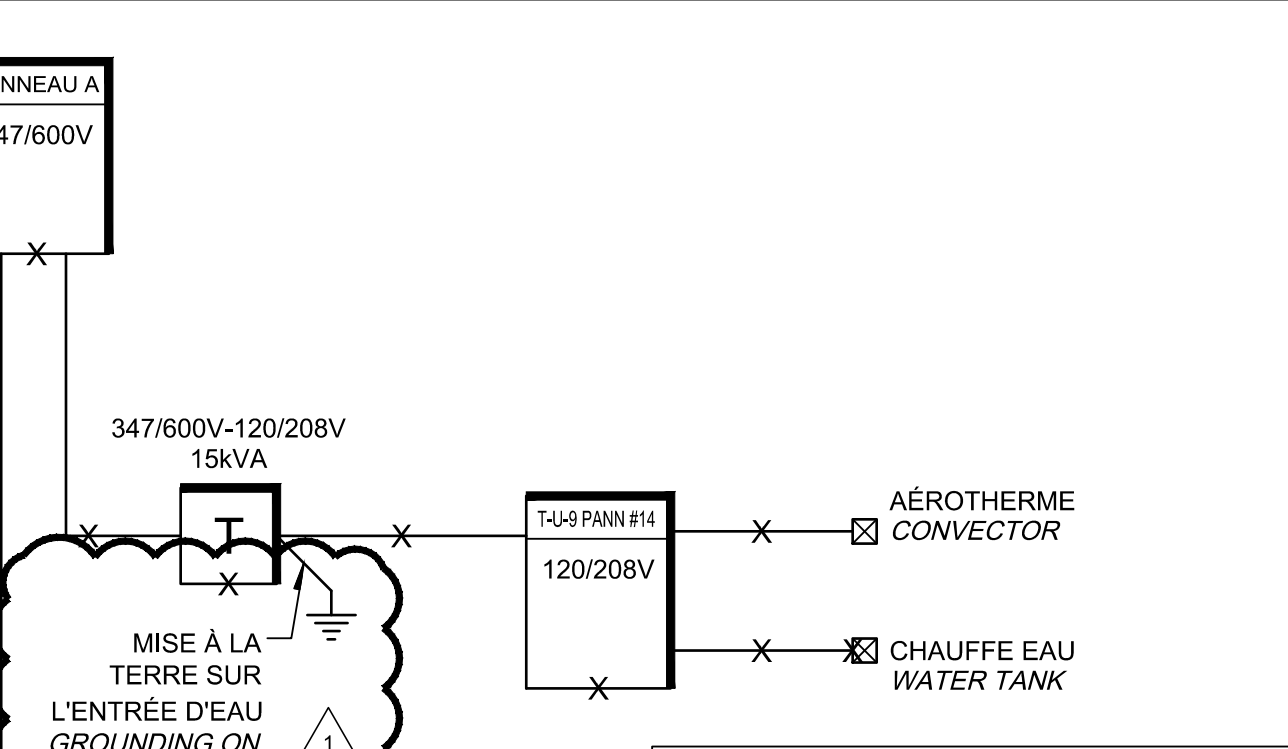 NNEAU A
47/600V
X
347/600V-120/208V
15kVA
X
T
X
X
T-U-9 PANN #14
120/208V
X
X
AÉROTHERME
CONVECTOR
X
X
CHAUFFE EAU
WATER TANK
MISE À LA
TERRE SUR
L'ENTRÉE D'EAU
GROUNDING ON
1